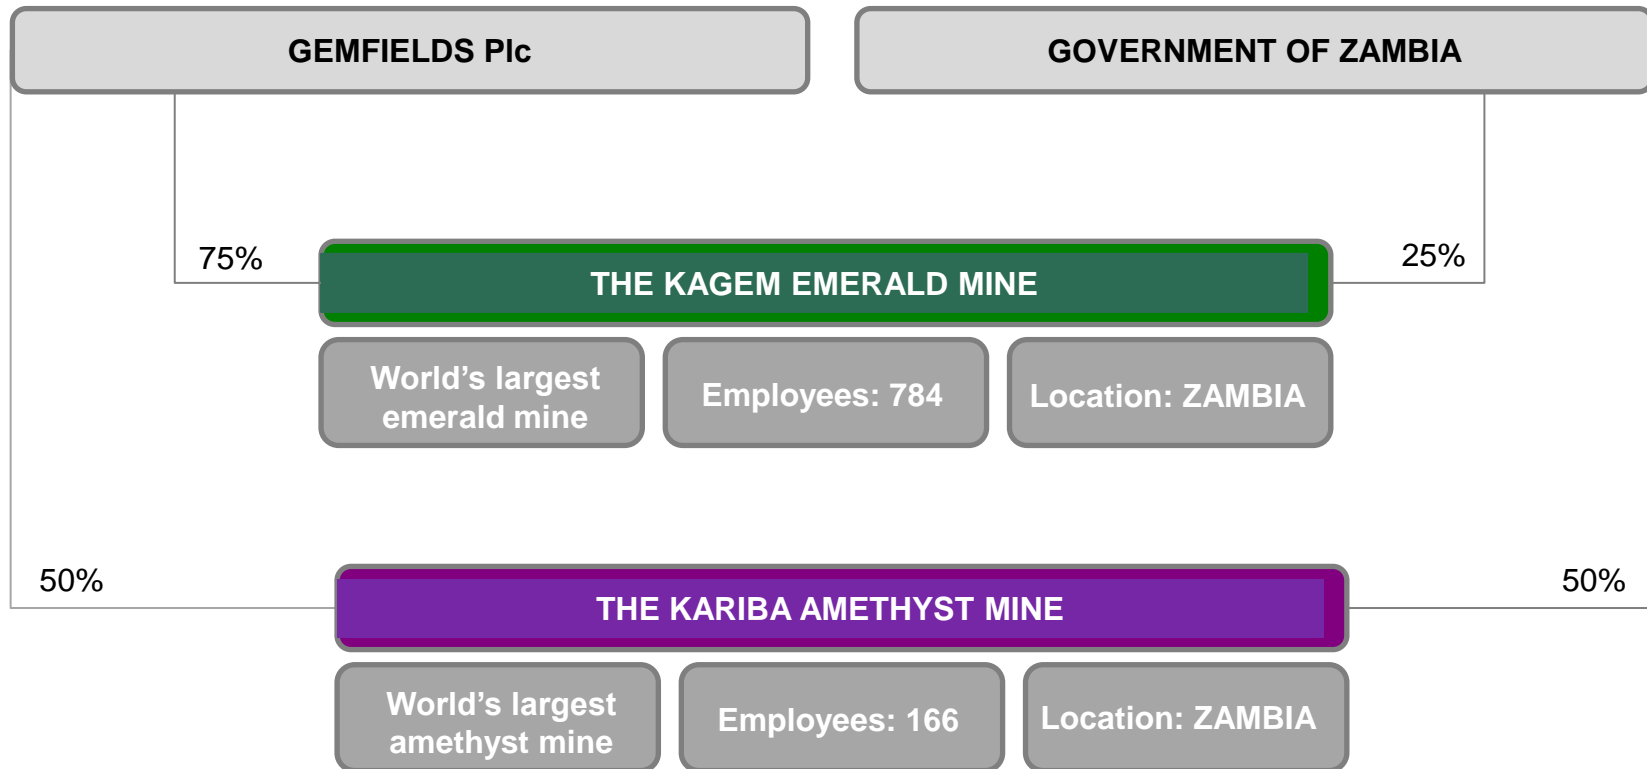 GEMFIELDS Plc
GOVERNMENT OF ZAMBIA
75%
25%
THE KAGEM EMERALD MINE
World’s largest
emerald mine
Employees: 784
Location: ZAMBIA
50%
50%
THE KARIBA AMETHYST MINE
World’s largest
amethyst mine
Employees: 166
Location: ZAMBIA